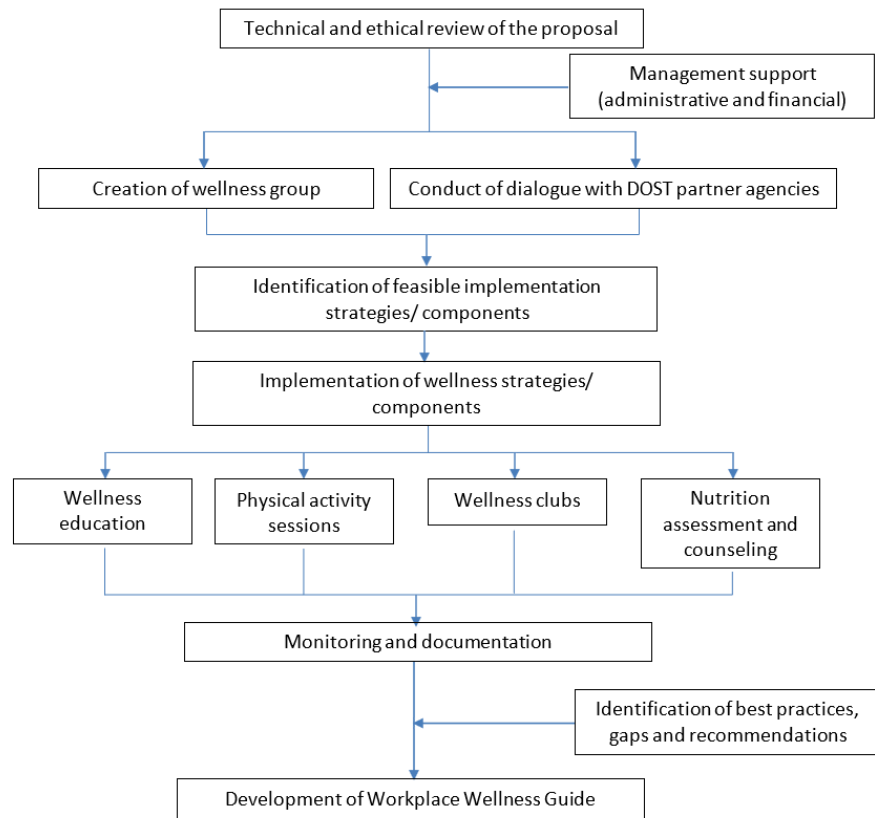 Technical and ethical review of the proposal
Management support
(administrative and financial)
Creation of wellness group
Conduct of dialogue with DOST partner agencies
Identification of feasible implementation
strategies/ components
Implementation of wellness strategies/
components
Wellness
education
Physical activity
sessions
Wellness clubs
Nutrition
assessment and
counseling
Monitoring and documentation
Identification of best practices,
gaps and recommendations
Development of Workplace Wellness Guide